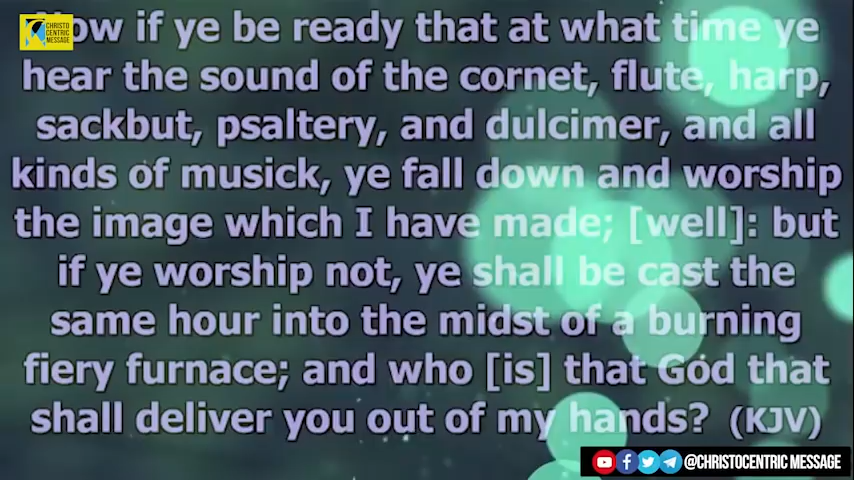 Now if ye be ready that at what time ye
hear the sound of the cornet, flute, harp,
sackbut, psaltery, and dulcimer, and all
kinds of musick, ye fall down and worship
the image which I have made; [well]: but
if ye worship not, ye shall be cast the
same hour into the midst of a burning
fiery furnace; and who [is] that God that
shall deliver you out of my hands? (KJV)
CHRISTO
CENTRIC
MESSAGE
@CHRISTOCENTRIC MESSAGE